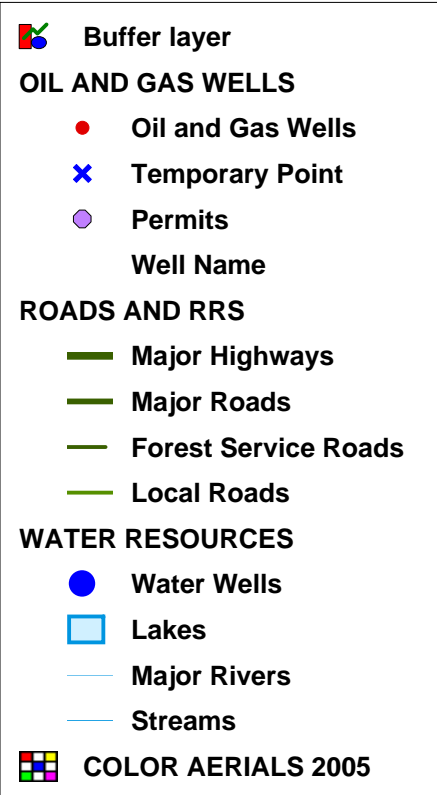 Buffer layer
OIL AND GAS WELLS
Oil and Gas Wells
Temporary Point
Permits
Well Name
ROADS AND RRS
Major Highways
Major Roads
Forest Service Roads
Local Roads
WATER RESOURCES
Water Wells
Lakes
Major Rivers
Streams
COLOR AERIALS 2005